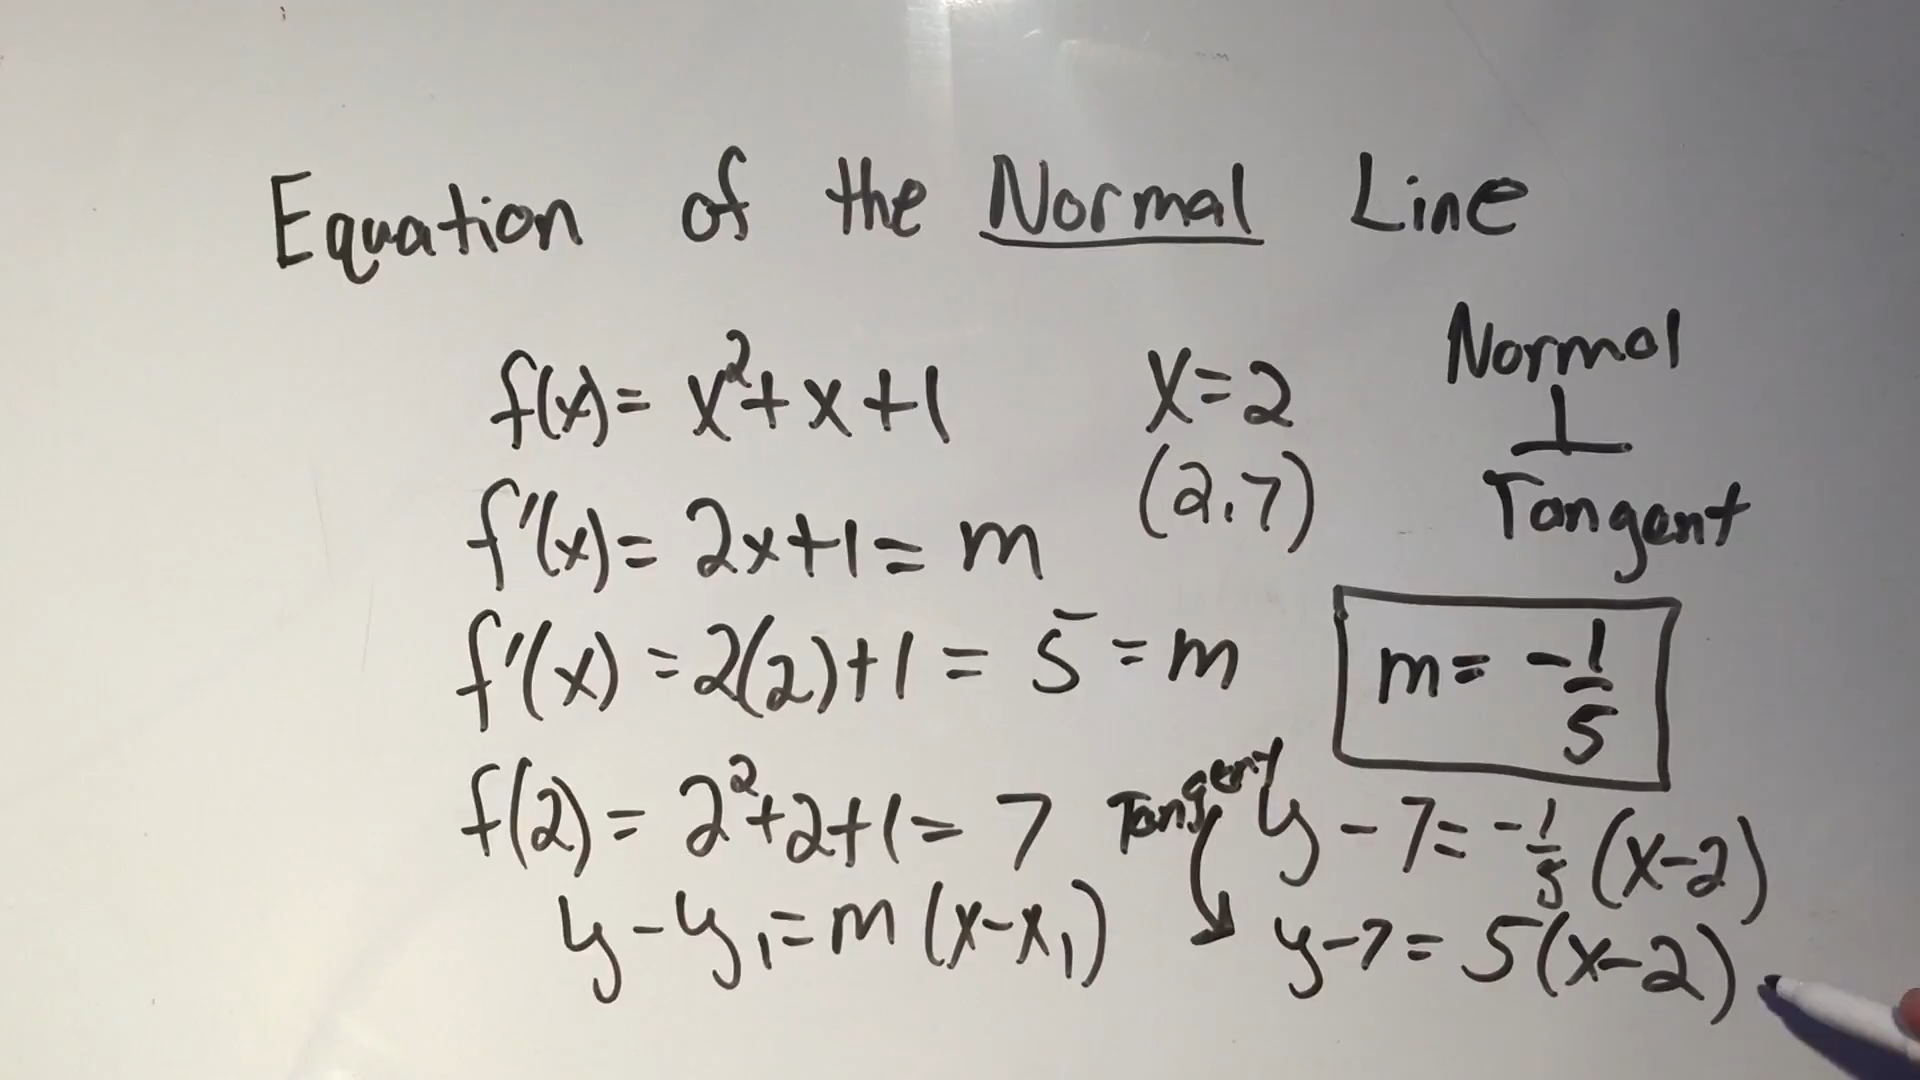 Equation of the Normal Line
f(x) = x²+x+1
x=2
Normal
⊥
Tangent
(2,7)
f'(x) = 2x+1 = m
f'(x) = 2(2)+1 = 5 = m
m = -1/5
f(2) = 2²+2+1 = 7
Tangent
y-7 = -1/5 (x-2)
y-y₁ = m(x-x₁)
y-7 = 5(x-2)